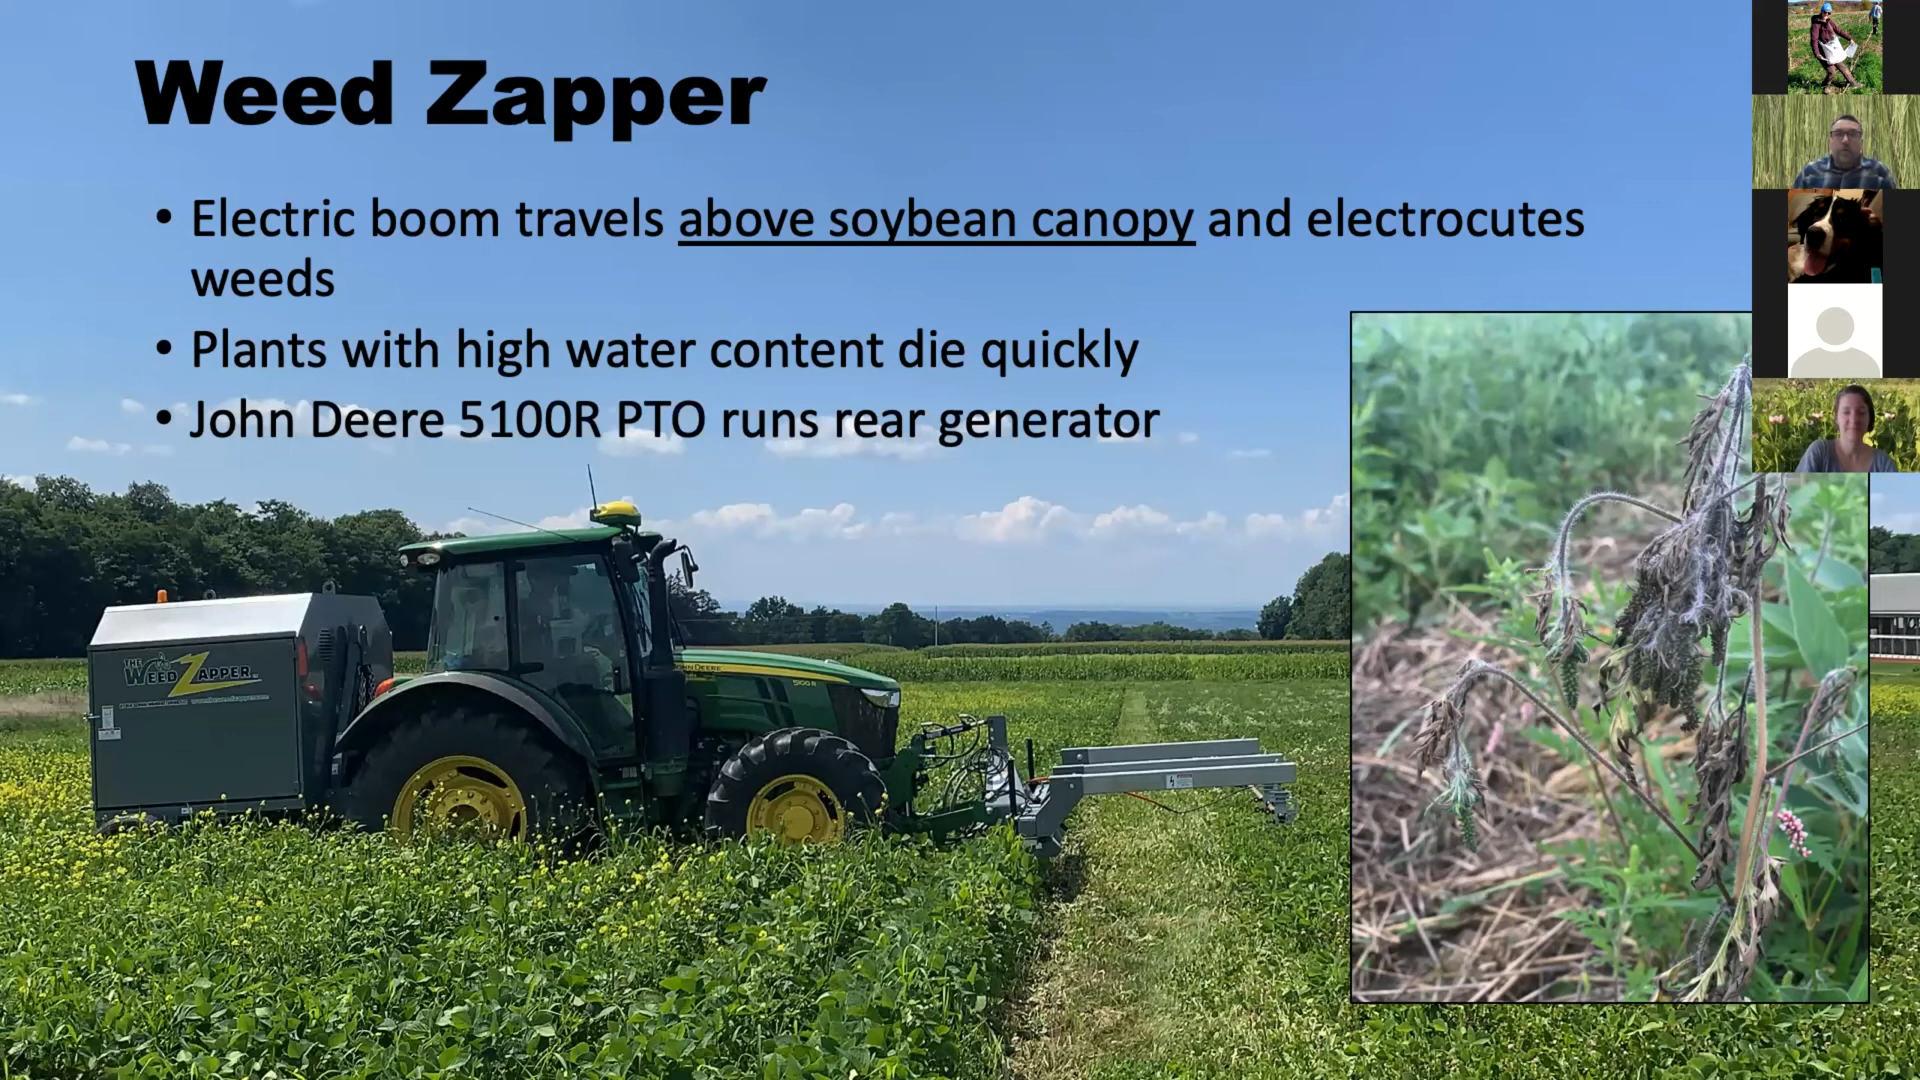 Weed Zapper
• Electric boom travels above soybean canopy and electrocutes
weeds
• Plants with high water content die quickly
• John Deere 5100R PTO runs rear generator
THE
WEED ZAPPER
JOHN DEERE
5100 R